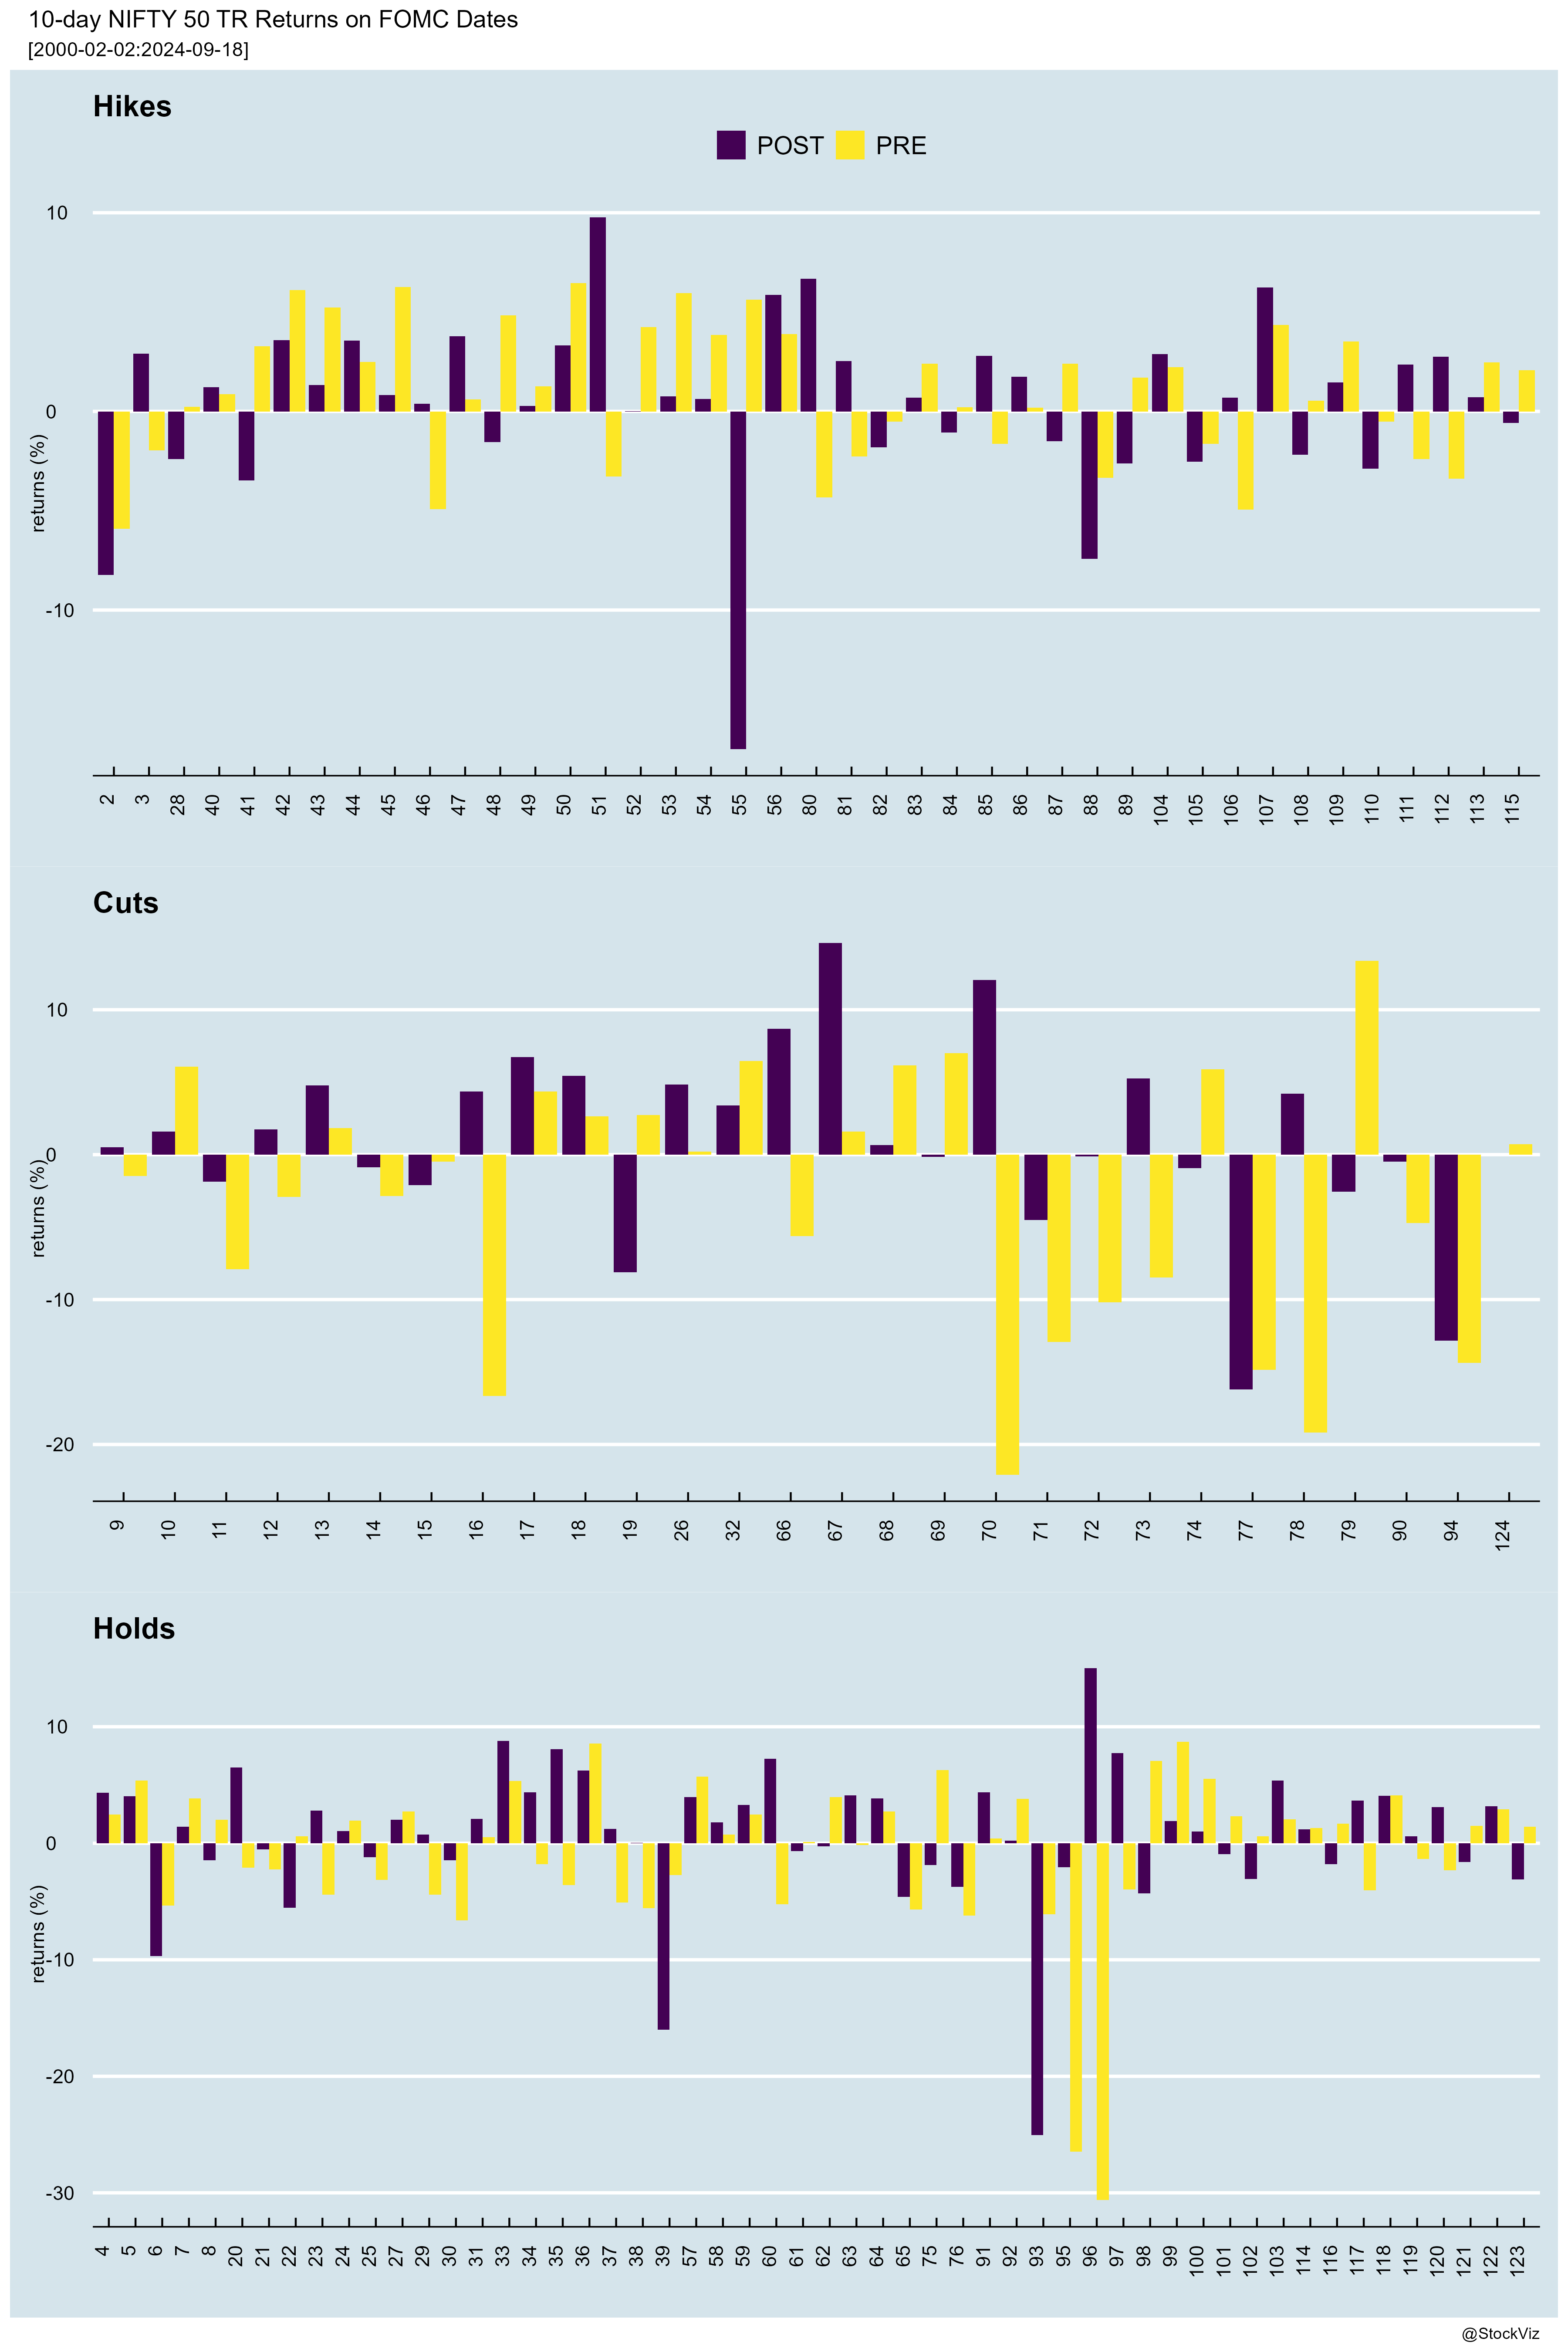 10-day NIFTY 50 TR Returns on FOMC Dates
[2000-02-02:2024-09-18]
Hikes
POST PRE
10
0
-10
returns (%)
2 3 28 40 41 42 43 44 45 46 47 48 49 50 51 52 53 54 55 56 80 81 82 83 84 85 86 87 88 89 104 105 106 107 108 109 110 111 112 113 115
Cuts
10
0
-10
-20
returns (%)
9 10 11 12 13 14 15 16 17 18 19 26 32 66 67 68 69 70 71 72 73 74 77 78 79 90 94 124
Holds
10
0
-10
-20
-30
returns (%)
4 5 6 7 8 20 21 22 23 24 25 27 29 30 31 33 34 35 36 37 38 39 57 58 59 60 61 62 63 64 65 75 76 91 92 93 95 96 97 98 99 100 101 102 103 114 116 117 118 119 120 121 122 123
@StockViz